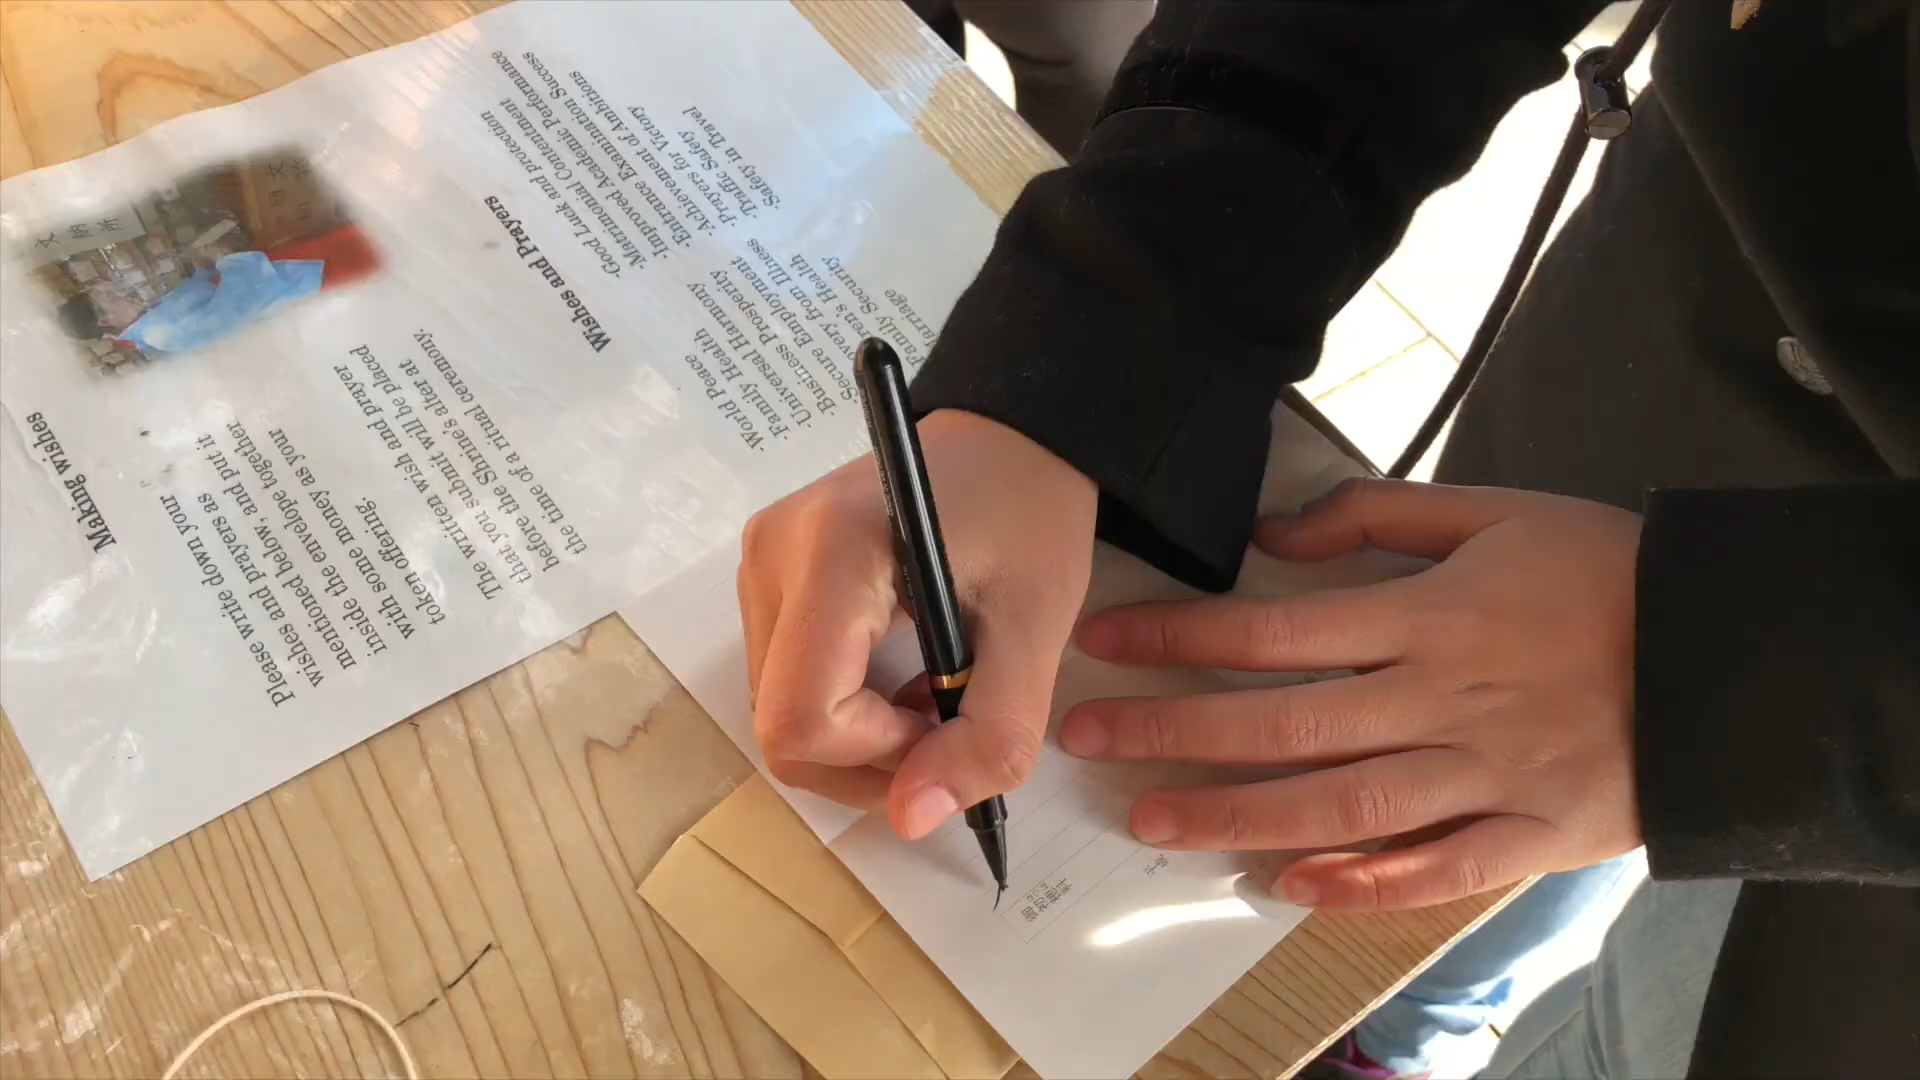 Making wishes
Please write down your
wishes and prayers as
mentioned below, and put it
inside the envelope together
with some money as your
token offering.
The written wish and prayer
that you submit will be placed
before the Shrine's alter at
the time of a ritual ceremony.
文
納
所
Wishes and Prayers
-World Peace
-Family Health
-Universal Harmony
-Business Prosperity
-Secure Employment
from Illness
Health
Family Security
-Good Luck and protection
-Matrimonial Contentment
-Improved Academic Performance
-Entrance Examination Success
-Achievement of Ambitions
-Prayers for Victory
-Traffic Safety
-Safety in Travel